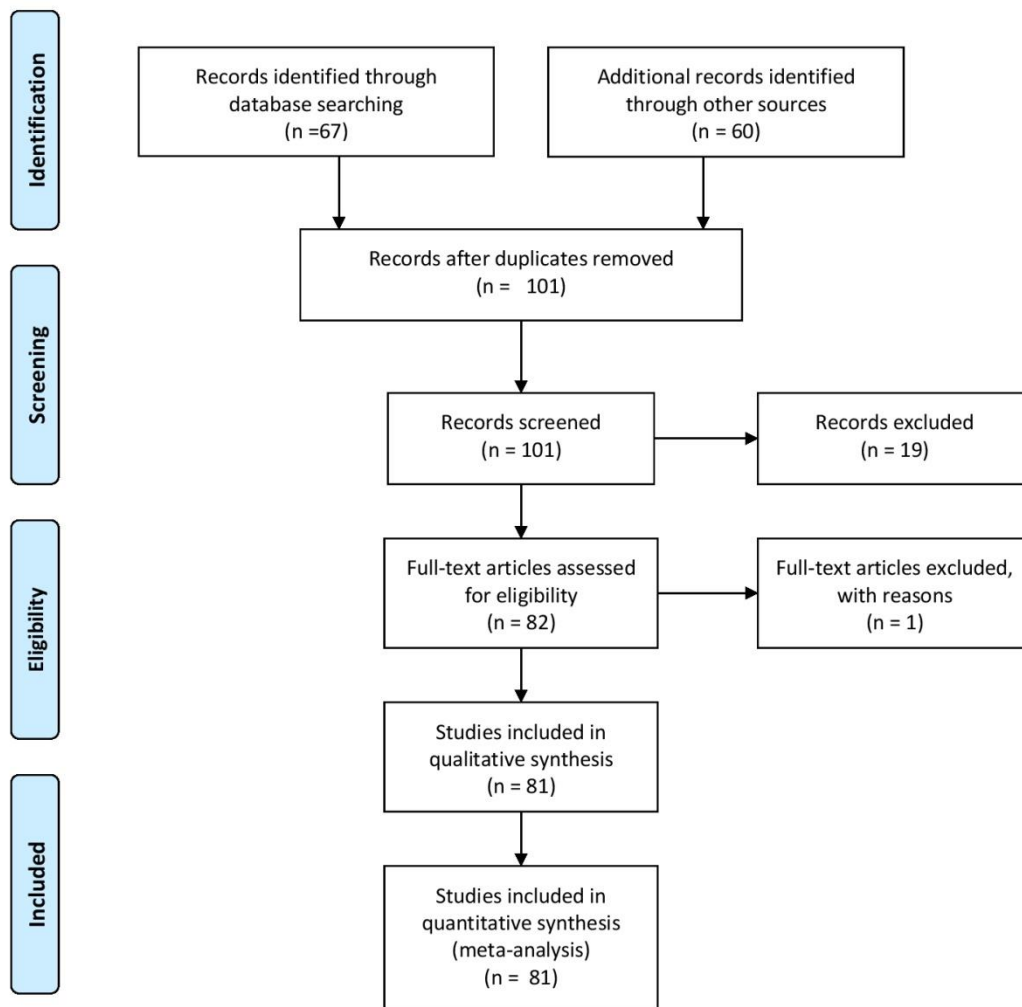 Identification
Records identified through
database searching
(n =67)
Additional records identified
through other sources
(n = 60)
Records after duplicates removed
(n = 101)
Screening
Records screened
(n = 101)
Records excluded
(n = 19)
Eligibility
Full-text articles assessed
for eligibility
(n = 82)
Full-text articles excluded,
with reasons
(n = 1)
Studies included in
qualitative synthesis
(n = 81)
Included
Studies included in
quantitative synthesis
(meta-analysis)
(n = 81)